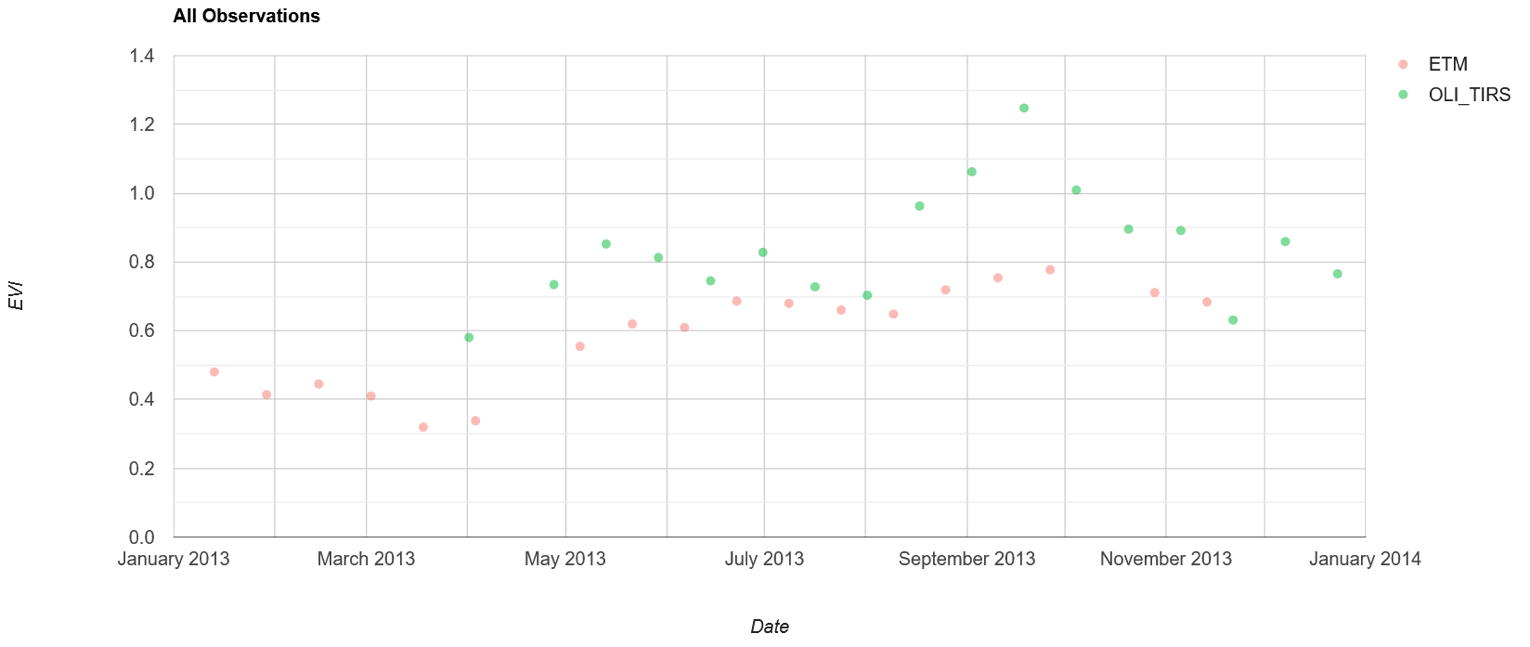 All Observations
1.4
1.2
1.0
0.8
0.6
0.4
0.2
0.0
EVI
January 2013 March 2013 May 2013 July 2013 September 2013 November 2013 January 2014
Date
ETM
OLI_TIRS